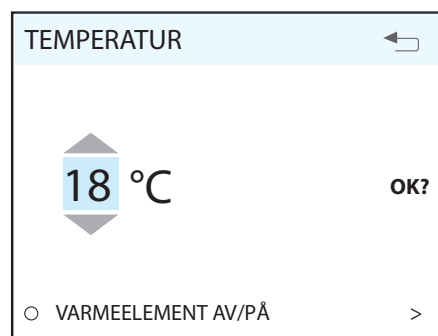 TEMPERATUR
18 °C
OK?
VARMEELEMENT AV/PÅ >